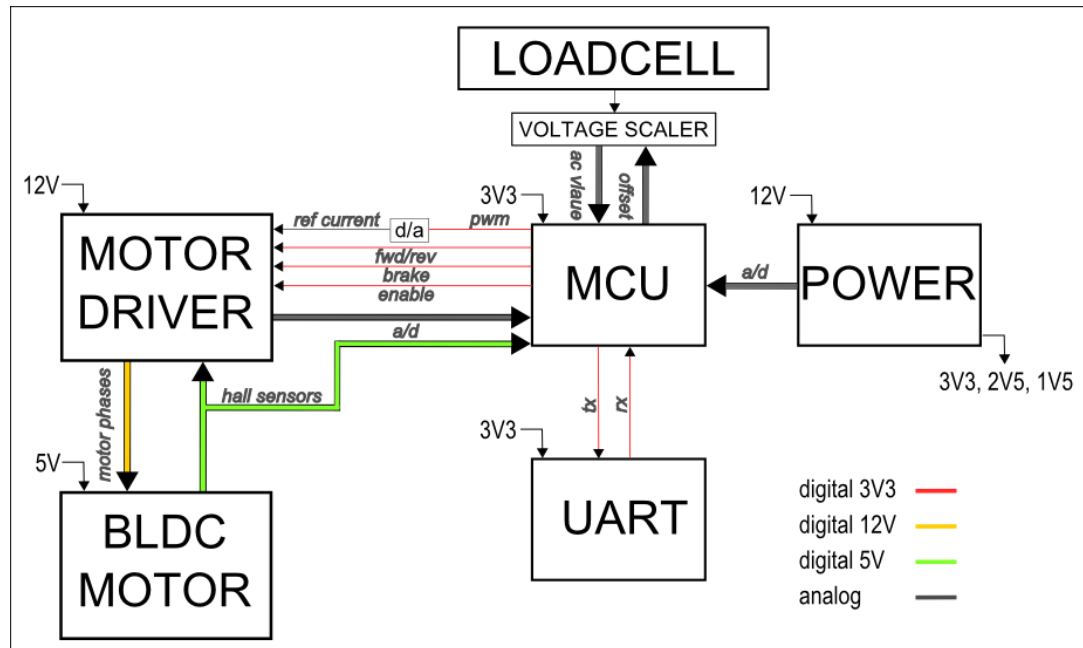 LOADCELL
VOLTAGE SCALER
ac vlaue
offset
12V
3V3
12V
ref current
d/a
pwm
MOTOR
DRIVER
fwd/rev
brake
enable
MCU
a/d
POWER
a/d
hall sensors
3V3, 2V5, 1V5
motor phases
tx
rx
5V
3V3
BLDC
MOTOR
UART
digital 3V3
digital 12V
digital 5V
analog